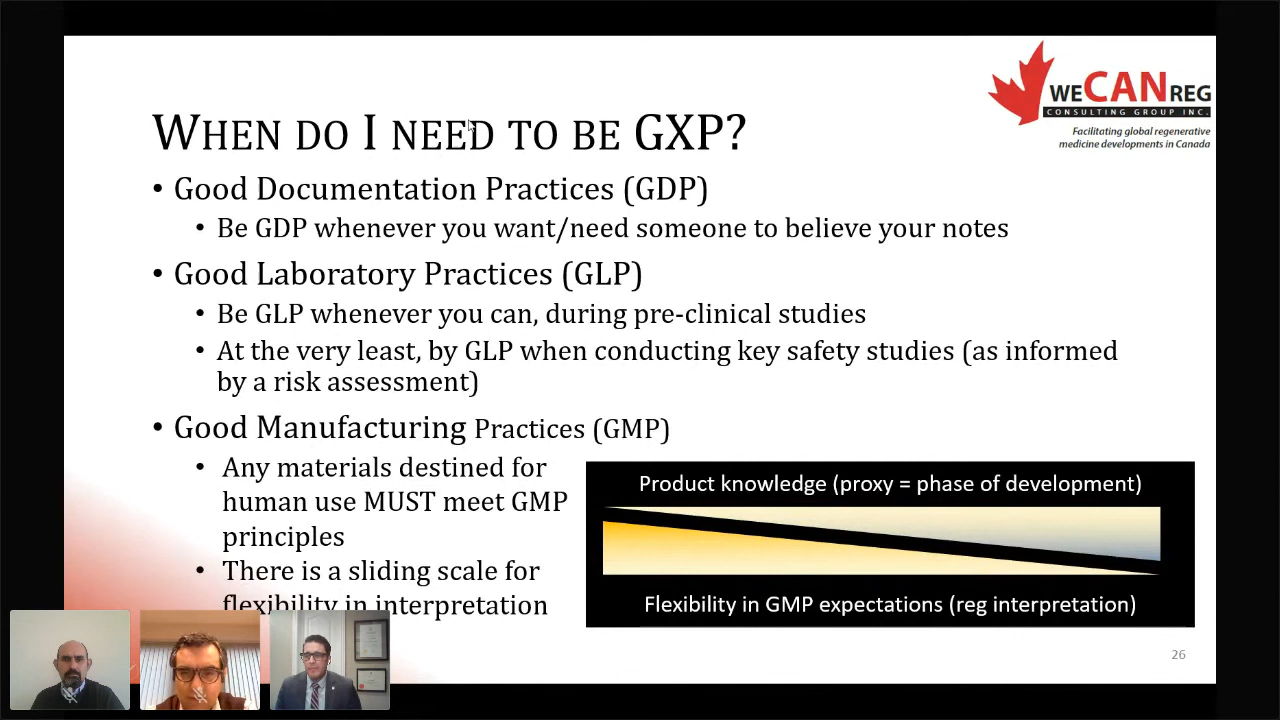 WECANREG
CONSULTING GROUP INC.
Facilitating global regenerative
medicine developments in Canada
WHEN DO I NEED TO BE GXP?
• Good Documentation Practices (GDP)
• Be GDP whenever you want/need someone to believe your notes
• Good Laboratory Practices (GLP)
• Be GLP whenever you can, during pre-clinical studies
• At the very least, by GLP when conducting key safety studies (as informed
by a risk assessment)
• Good Manufacturing Practices (GMP)
• Any materials destined for
human use MUST meet GMP
principles
• There is a sliding scale for
flexibility in interpretation
Product knowledge (proxy = phase of development)
Flexibility in GMP expectations (reg interpretation)
26